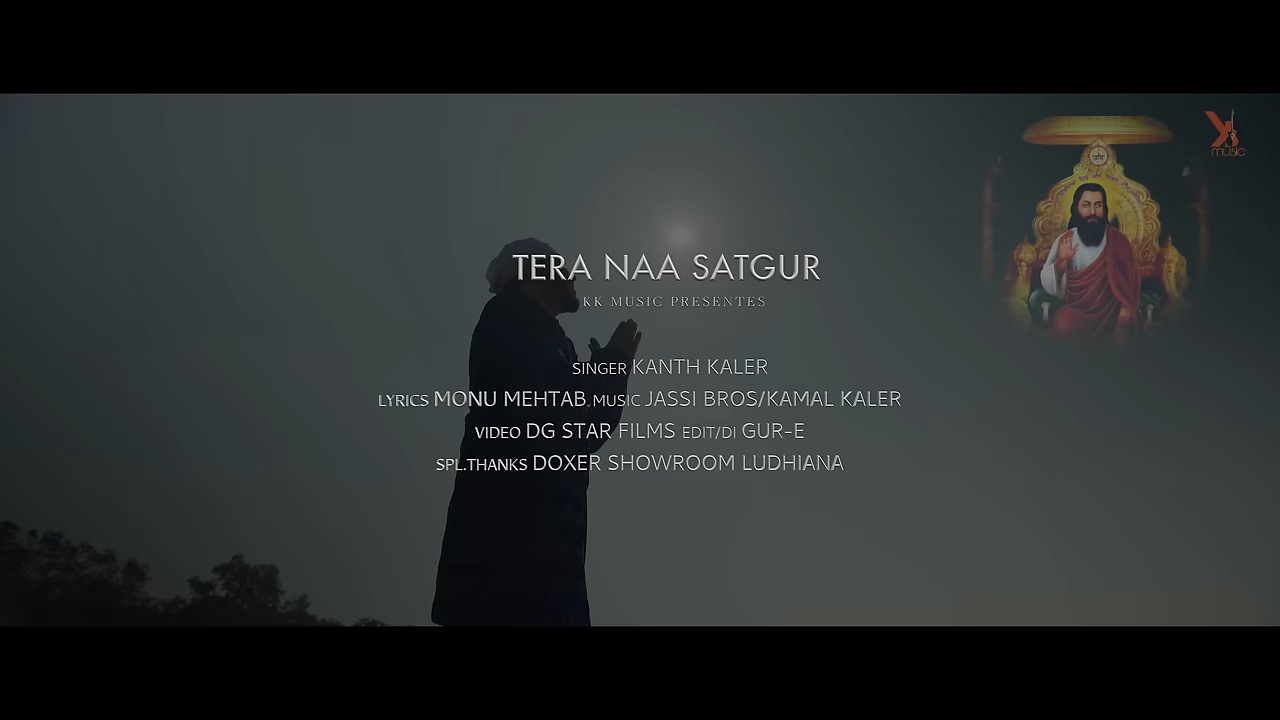 TERA NAA SATGUR
KK MUSIC PRESENTES
SINGER KANTH KALER
LYRICS MONU MEHTAB, MUSIC JASSI BROS/KAMAL KALER
VIDEO DG STAR FILMS EDIT/DI GUR-E
SPL.THANKS DOXER SHOWROOM LUDHIANA
music